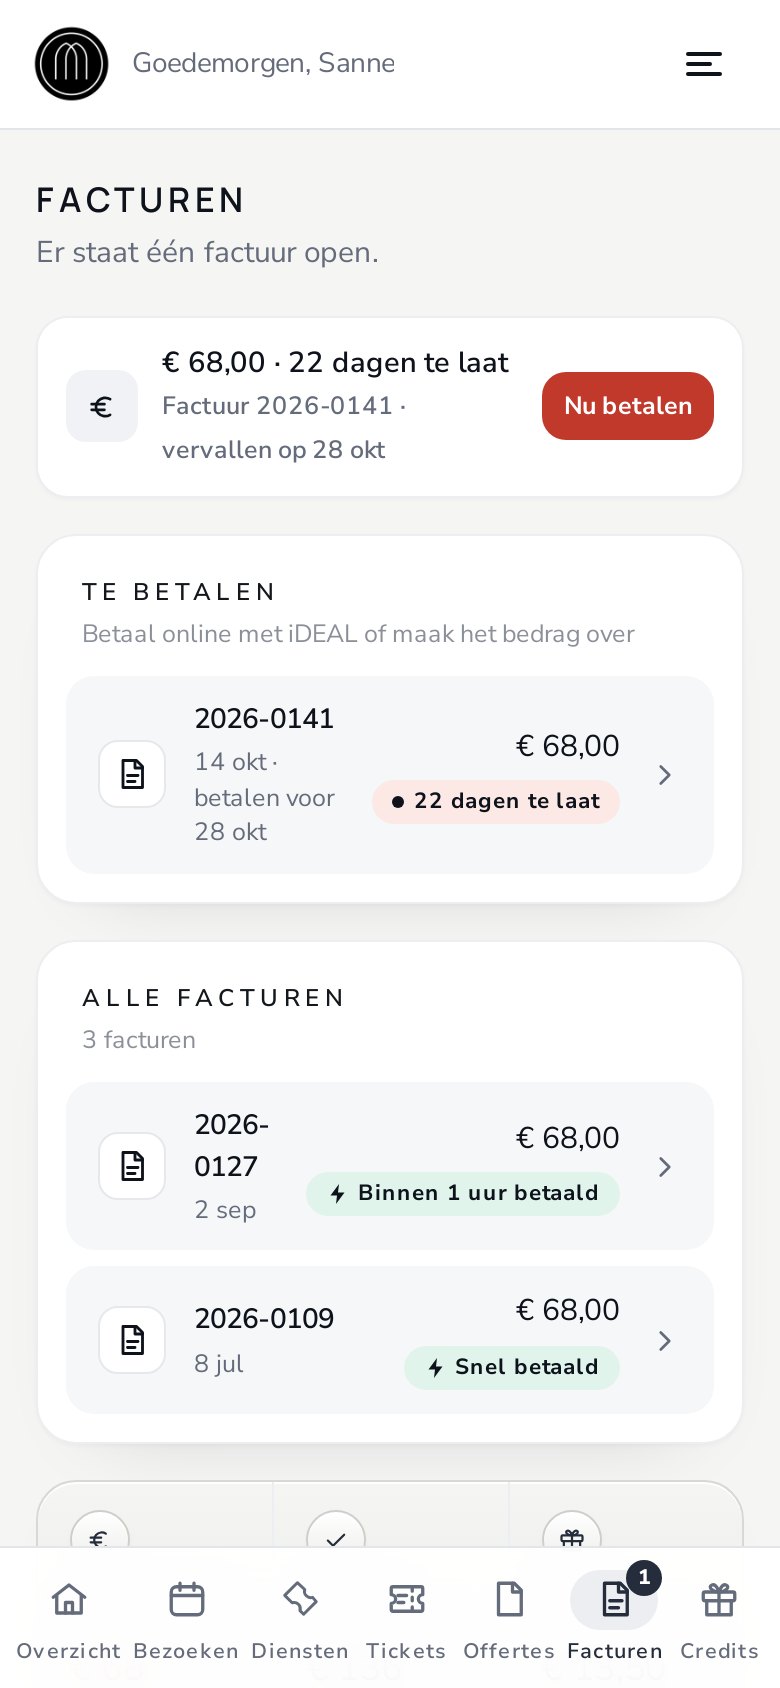 Goedemorgen, Sanne
FACTUREN
Er staat één factuur open.
€ 68,00 · 22 dagen te laat
Factuur 2026-0141 ·
vervallen op 28 okt
Nu betalen
TE BETALEN
Betaal online met iDEAL of maak het bedrag over
2026-0141
14 okt ·
betalen voor
28 okt
€ 68,00
22 dagen te laat
ALLE FACTUREN
3 facturen
2026-
0127
2 sep
€ 68,00
Binnen 1 uur betaald
2026-0109
8 jul
€ 68,00
Snel betaald
1
Overzicht Bezoeken Diensten Tickets Offertes Facturen Credits